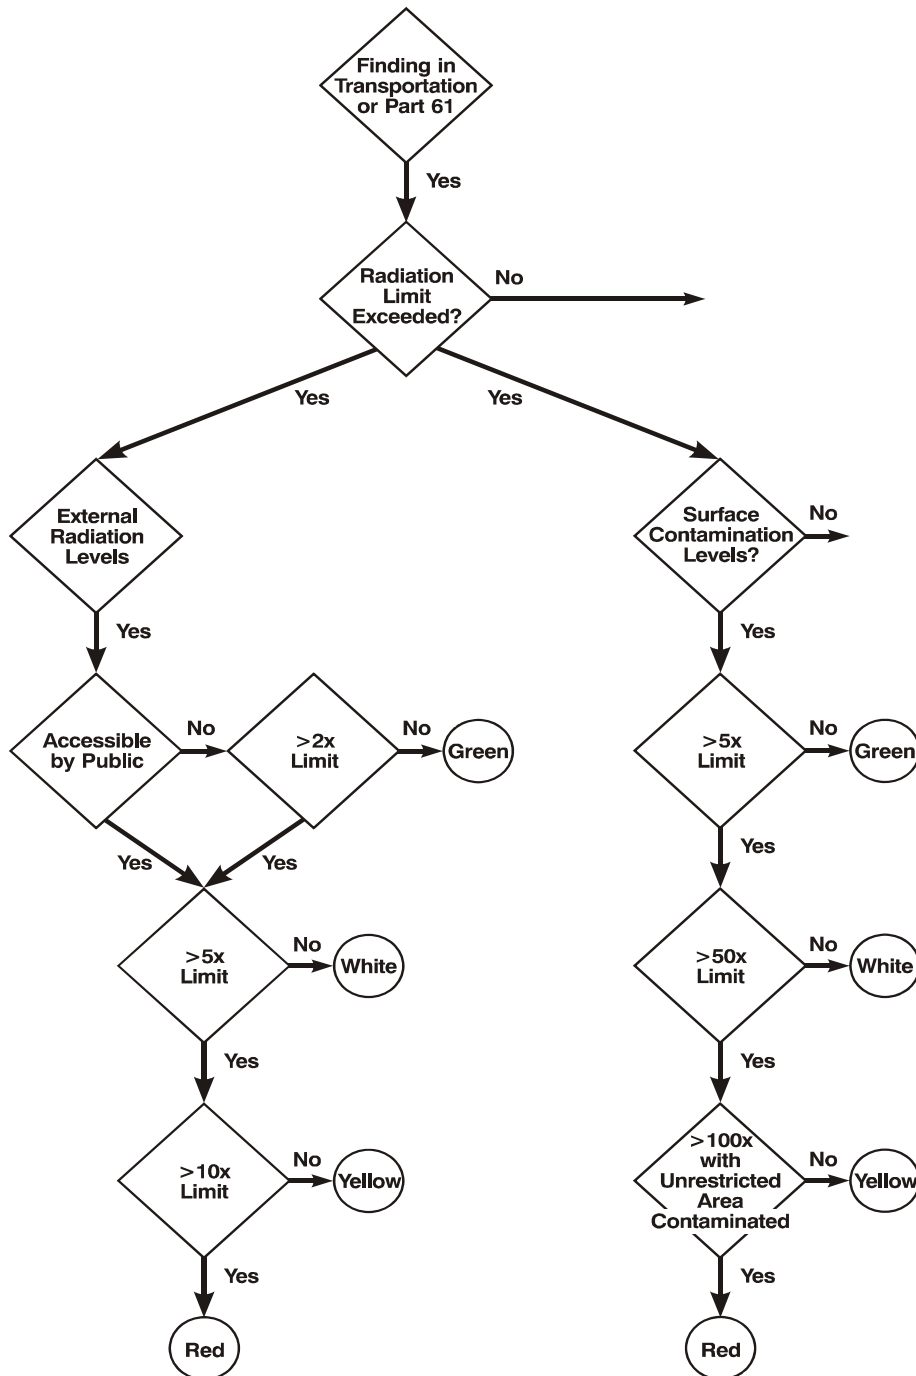 Finding in
Transportation
or Part 61
Yes
Radiation
Limit
Exceeded?
No
Yes
Yes
External
Radiation
Levels
Surface
Contamination
Levels?
No
Yes
Yes
Accessible
by Public
No
>2x
Limit
No
Green
>5x
Limit
No
Green
Yes
Yes
Yes
>5x
Limit
No
White
>50x
Limit
No
White
Yes
Yes
>10x
Limit
No
Yellow
>100x
with
Unrestricted
Area
Contaminated
No
Yellow
Yes
Yes
Red
Red